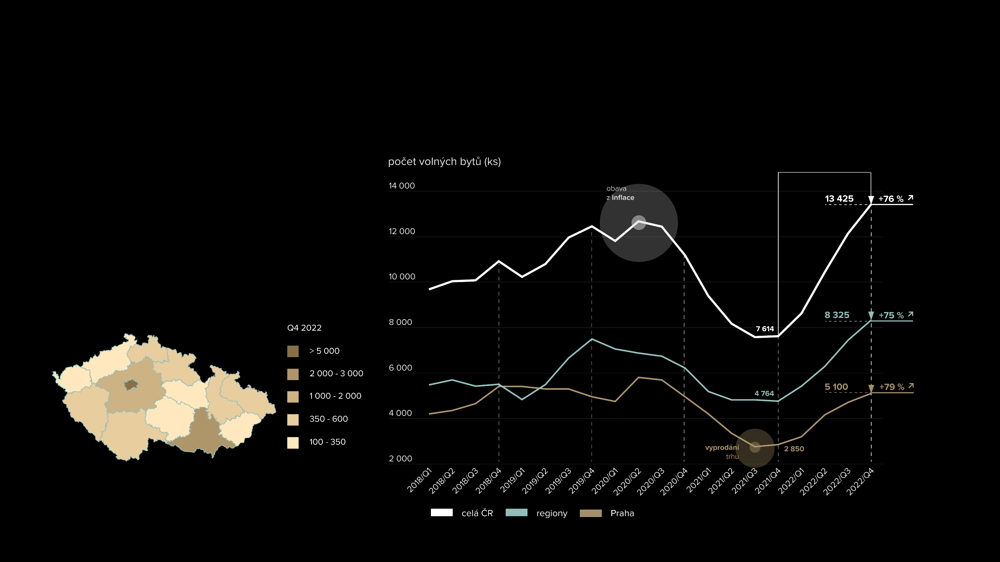 Q4 2022
> 5 000
2 000 - 3 000
1 000 - 2 000
350 - 600
100 - 350
počet volných bytů (ks)
14 000
12 000
10 000
8 000
6 000
4 000
2 000
obava
z inflace
13 425
+76 %
7 614
8 325
+75 %
4 764
5 100
+79 %
vyprodání
trhu
2 850
2018/Q1
2018/Q2
2018/Q3
2018/Q4
2019/Q1
2019/Q2
2019/Q3
2019/Q4
2020/Q1
2020/Q2
2020/Q3
2020/Q4
2021/Q1
2021/Q2
2021/Q3
2021/Q4
2022/Q1
2022/Q2
2022/Q3
2022/Q4
celá ČR
regiony
Praha